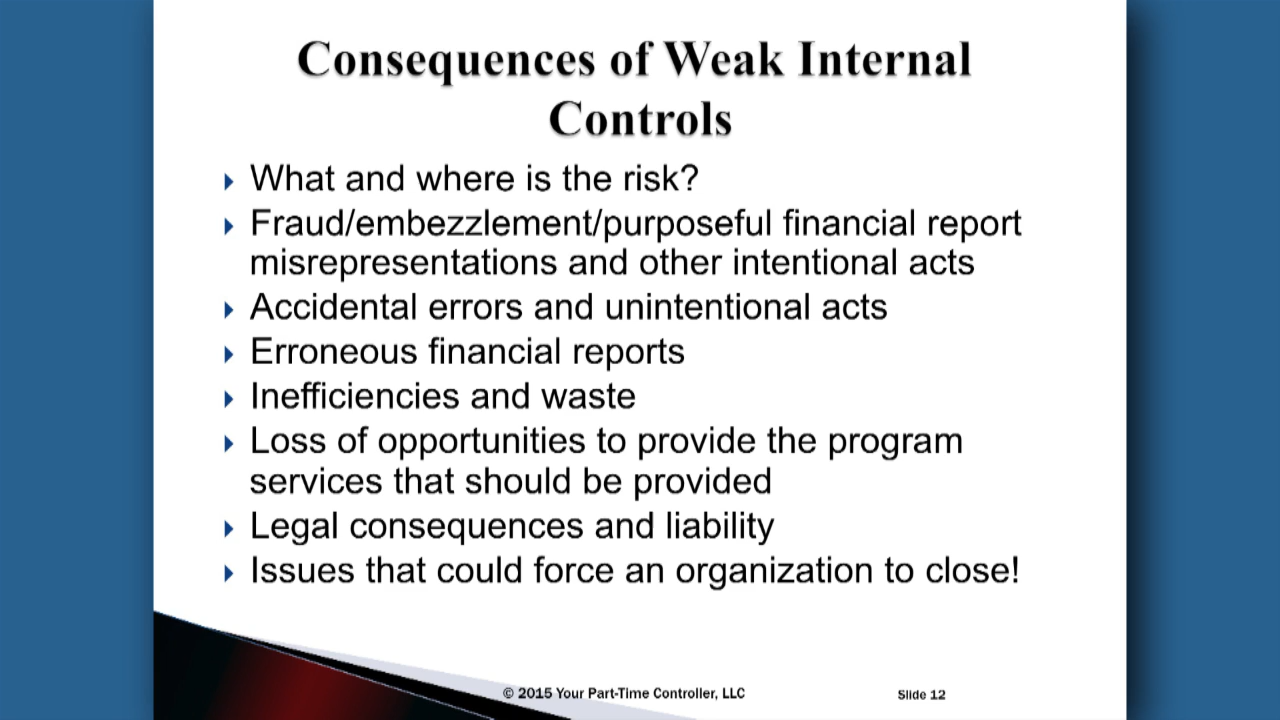 Consequences of Weak Internal
Controls
What and where is the risk?
Fraud/embezzlement/purposeful financial report
misrepresentations and other intentional acts
Accidental errors and unintentional acts
Erroneous financial reports
Inefficiencies and waste
Loss of opportunities to provide the program
services that should be provided
Legal consequences and liability
Issues that could force an organization to close!
© 2015 Your Part-Time Controller, LLC
Slide 12